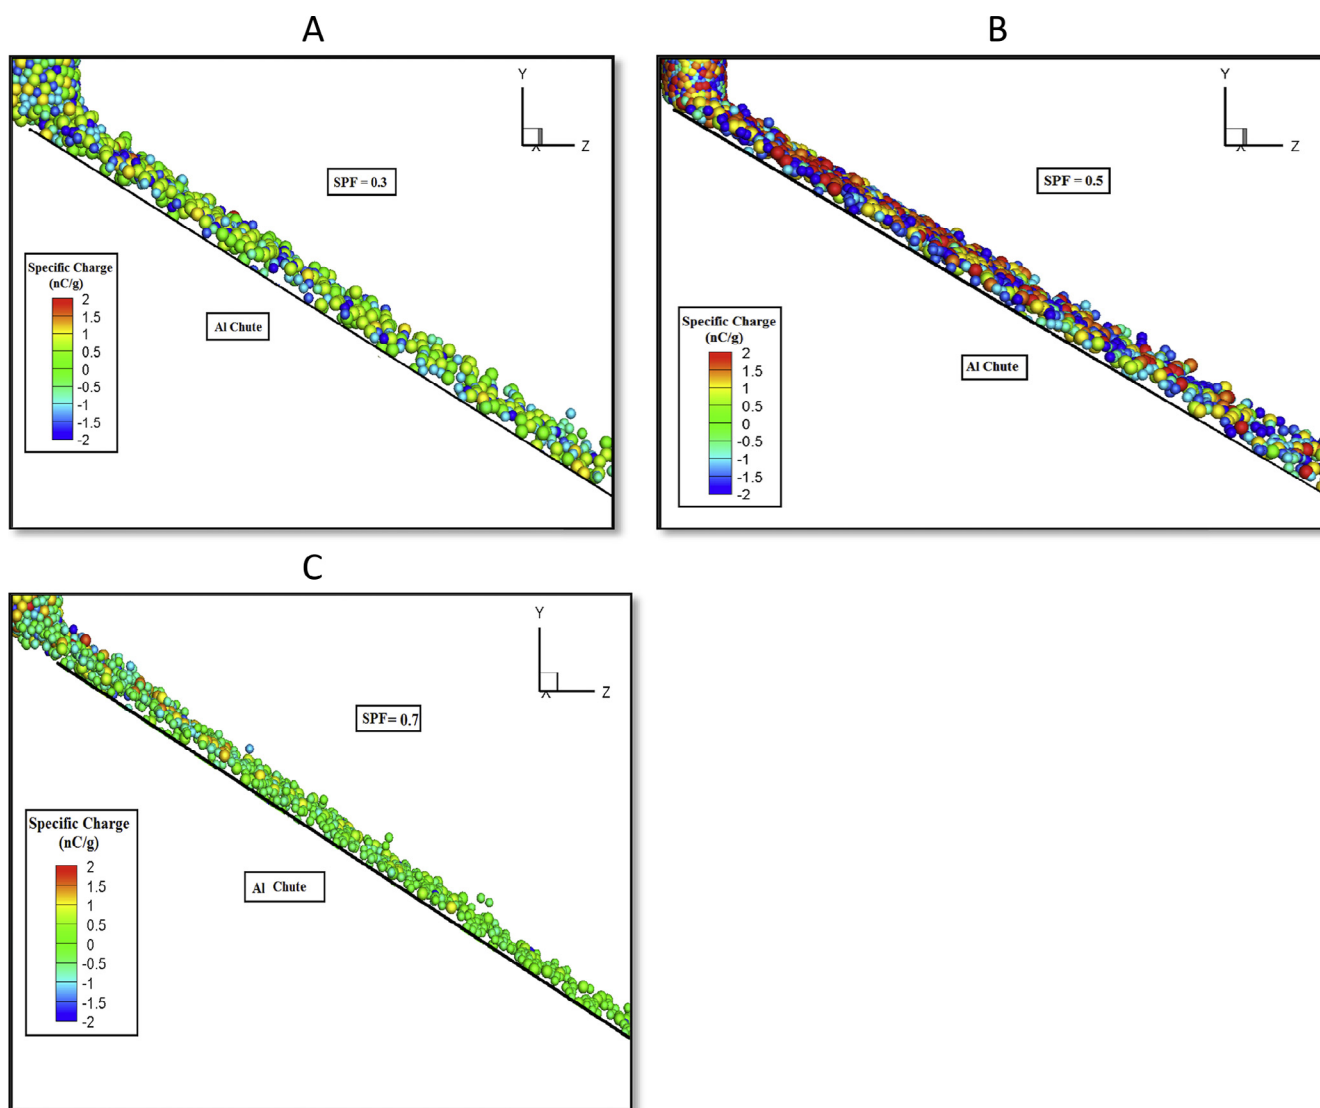 A
B
Y
X
Z
SPF = 0.3
Specific Charge
(nC/g)
2
1.5
1
0.5
0
-0.5
-1
-1.5
-2
Al Chute
Y
X
Z
SPF = 0.5
Specific Charge
(nC/g)
2
1.5
1
0.5
0
-0.5
-1
-1.5
-2
Al Chute
C
Y
X
Z
SPF= 0.7
Specific Charge
(nC/g)
2
1.5
1
0.5
0
-0.5
-1
-1.5
-2
Al Chute